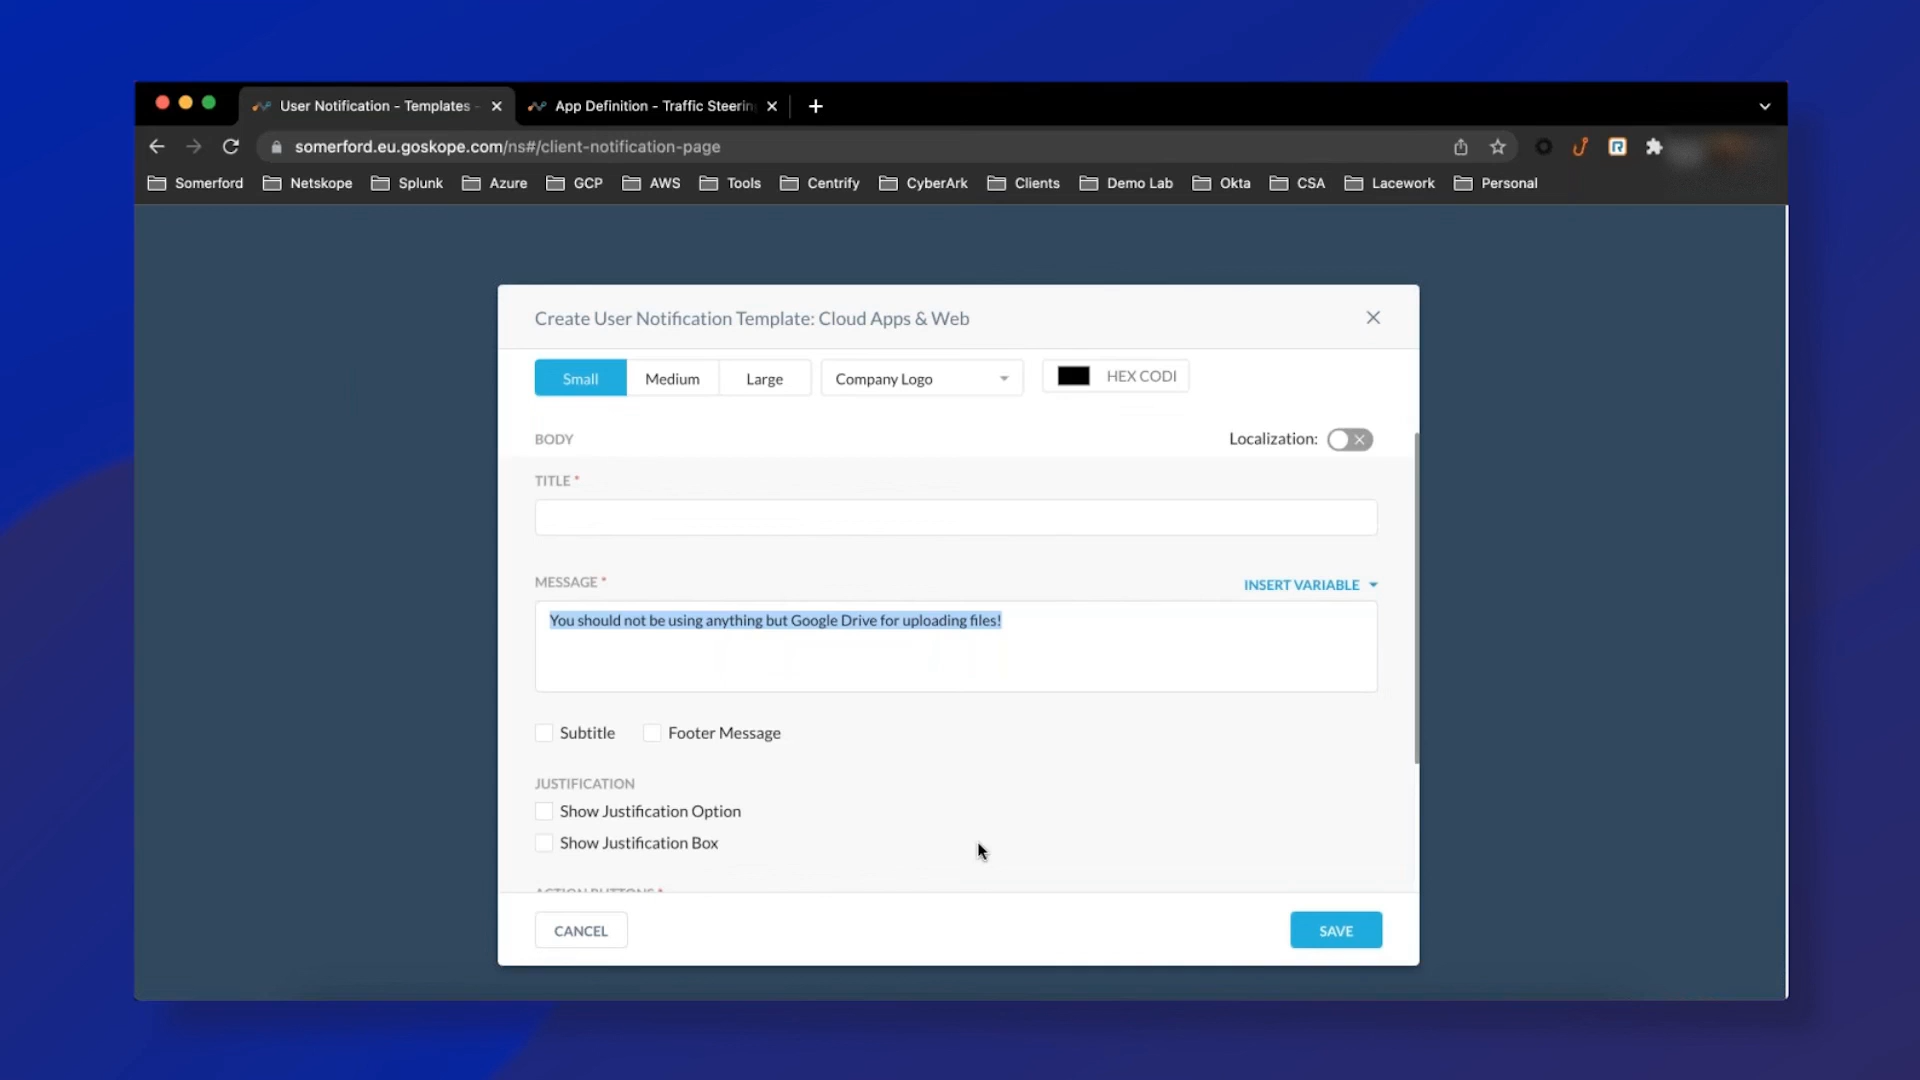 User Notification - Templates -
App Definition - Traffic Steerin
somerford.eu.goskope.com/ns#/client-notification-page
Somerford Netskope Splunk Azure GCP AWS Tools Centrify CyberArk Clients Demo Lab Okta CSA Lacework Personal
Create User Notification Template: Cloud Apps & Web
Small Medium Large Company Logo HEX CODI
BODY Localization:
TITLE *
MESSAGE * INSERT VARIABLE
You should not be using anything but Google Drive for uploading files!
Subtitle Footer Message
JUSTIFICATION
Show Justification Option
Show Justification Box
ACTION BUTTONS *
CANCEL SAVE